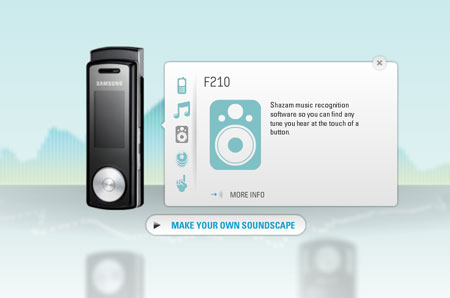 SAMSUNG
F210
Shazam music recognition
software so you can find any
tune you hear at the touch of a
button.
MORE INFO
MAKE YOUR OWN SOUNDSCAPE